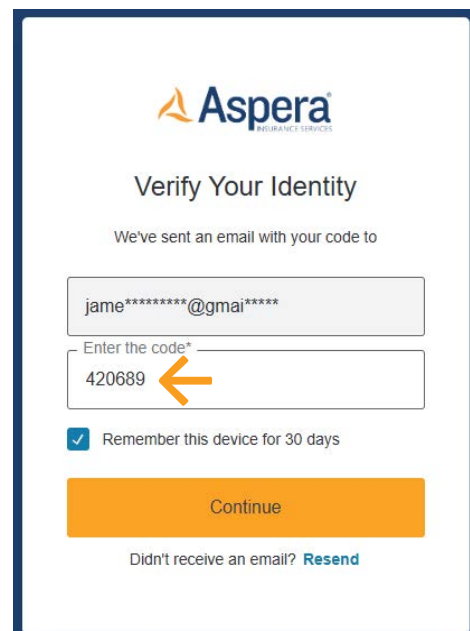 Aspera
INSURANCE SERVICES
Verify Your Identity
We've sent an email with your code to
jame*********@gmai*****
Enter the code*
420689
Remember this device for 30 days
Continue
Didn't receive an email? Resend